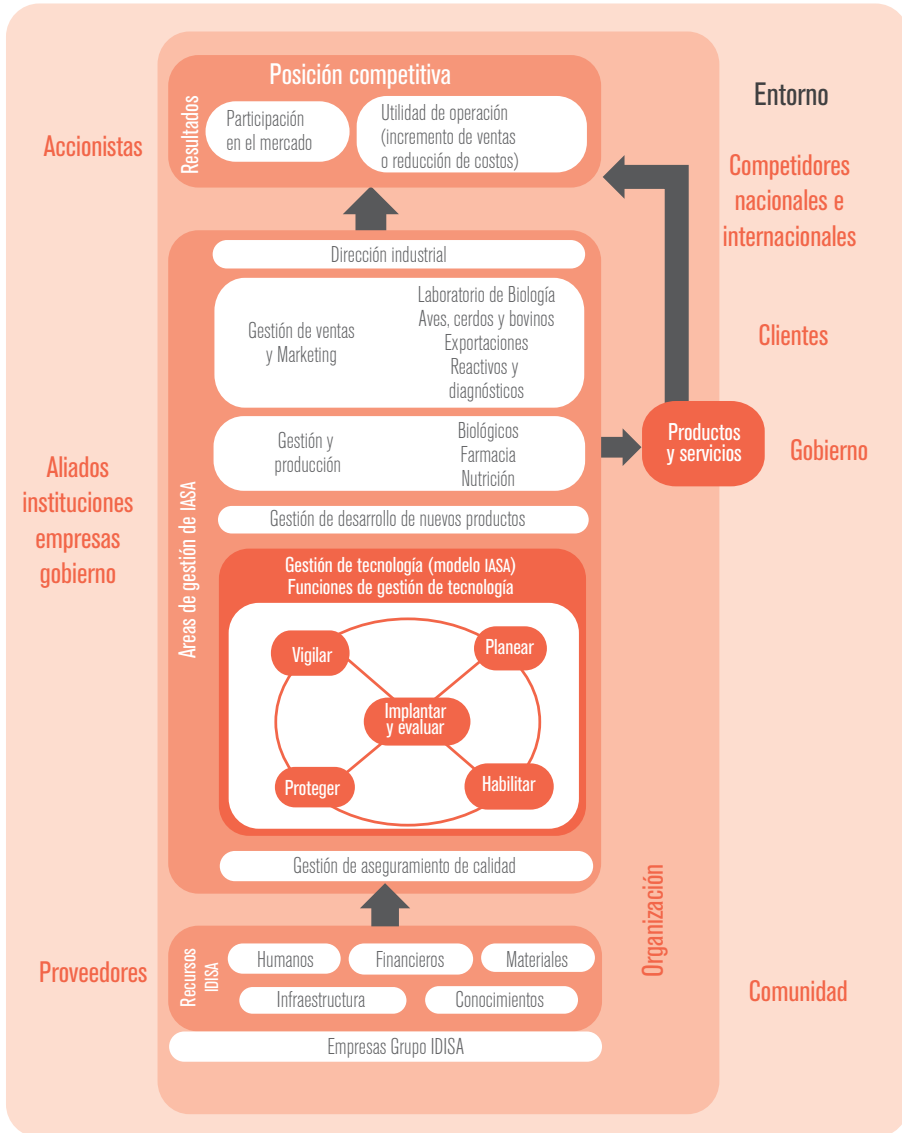 Posición competitiva
Resultados
Participación
en el mercado
Utilidad de operación
(incremento de ventas
o reducción de costos)
Entorno
Accionistas
Competidores
nacionales e
internacionales
Dirección industrial
Gestión de ventas
y Marketing
Laboratorio de Biología
Aves, cerdos y bovinos
Exportaciones
Reactivos y
diagnósticos
Clientes
Gestión y
producción
Biológicos
Farmacia
Nutrición
Productos
y servicios
Gobierno
Aliados
instituciones
empresas
gobierno
Areas de gestión de IASA
Gestión de desarrollo de nuevos productos
Gestión de tecnología (modelo IASA)
Funciones de gestión de tecnología
Vigilar
Planear
Implantar
y evaluar
Proteger
Habilitar
Gestión de aseguramiento de calidad
Organización
Proveedores
Recursos
IDISA
Humanos
Financieros
Materiales
Infraestructura
Conocimientos
Comunidad
Empresas Grupo IDISA